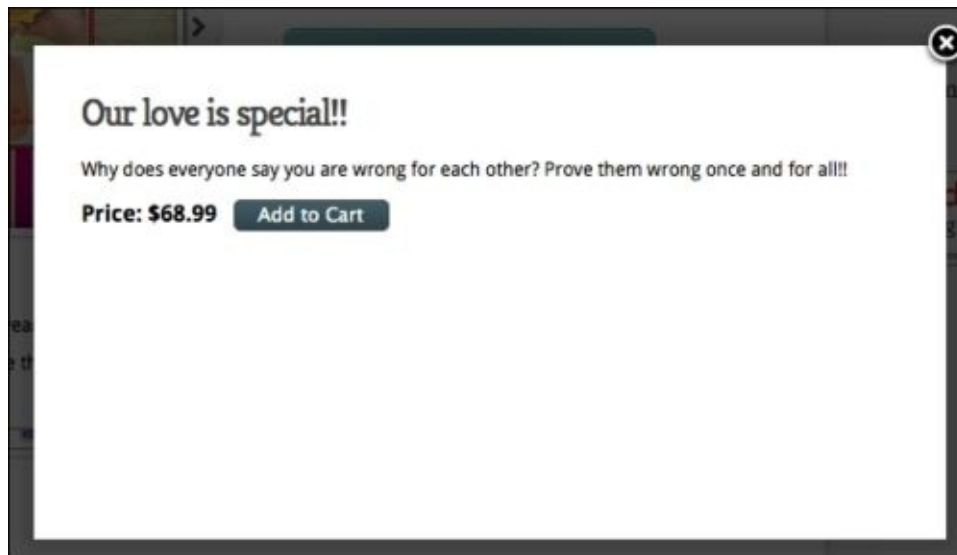 Our love is special!!
Why does everyone say you are wrong for each other? Prove them wrong once and for all!!
Price: $68.99 Add to Cart